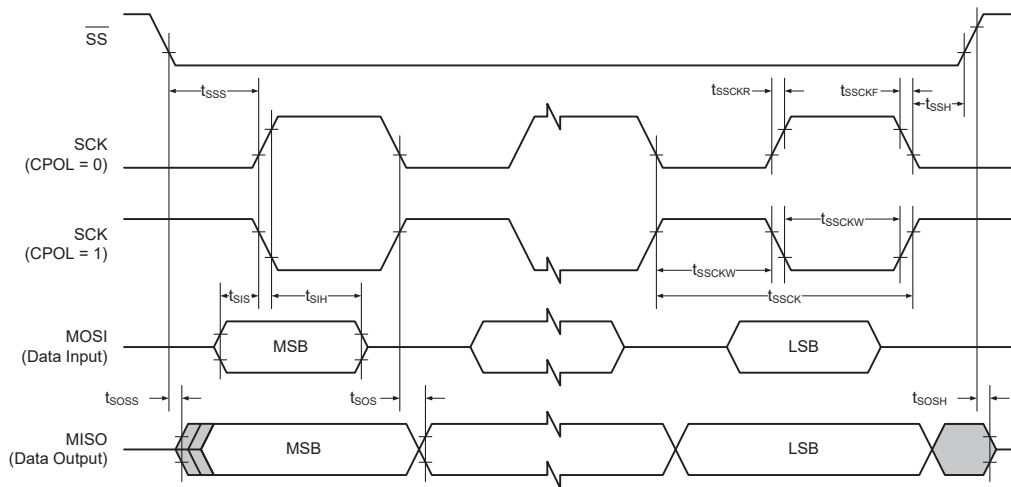 SS
tSSS
tSSCKR
tSSCKF
tSSH
SCK
(CPOL = 0)
SCK
(CPOL = 1)
tSSCKW
tSSCKW
tSSCK
tSIS
tSIH
MOSI
(Data Input)
MSB
LSB
tSOSS
tSOS
tSOSH
MISO
(Data Output)
MSB
LSB